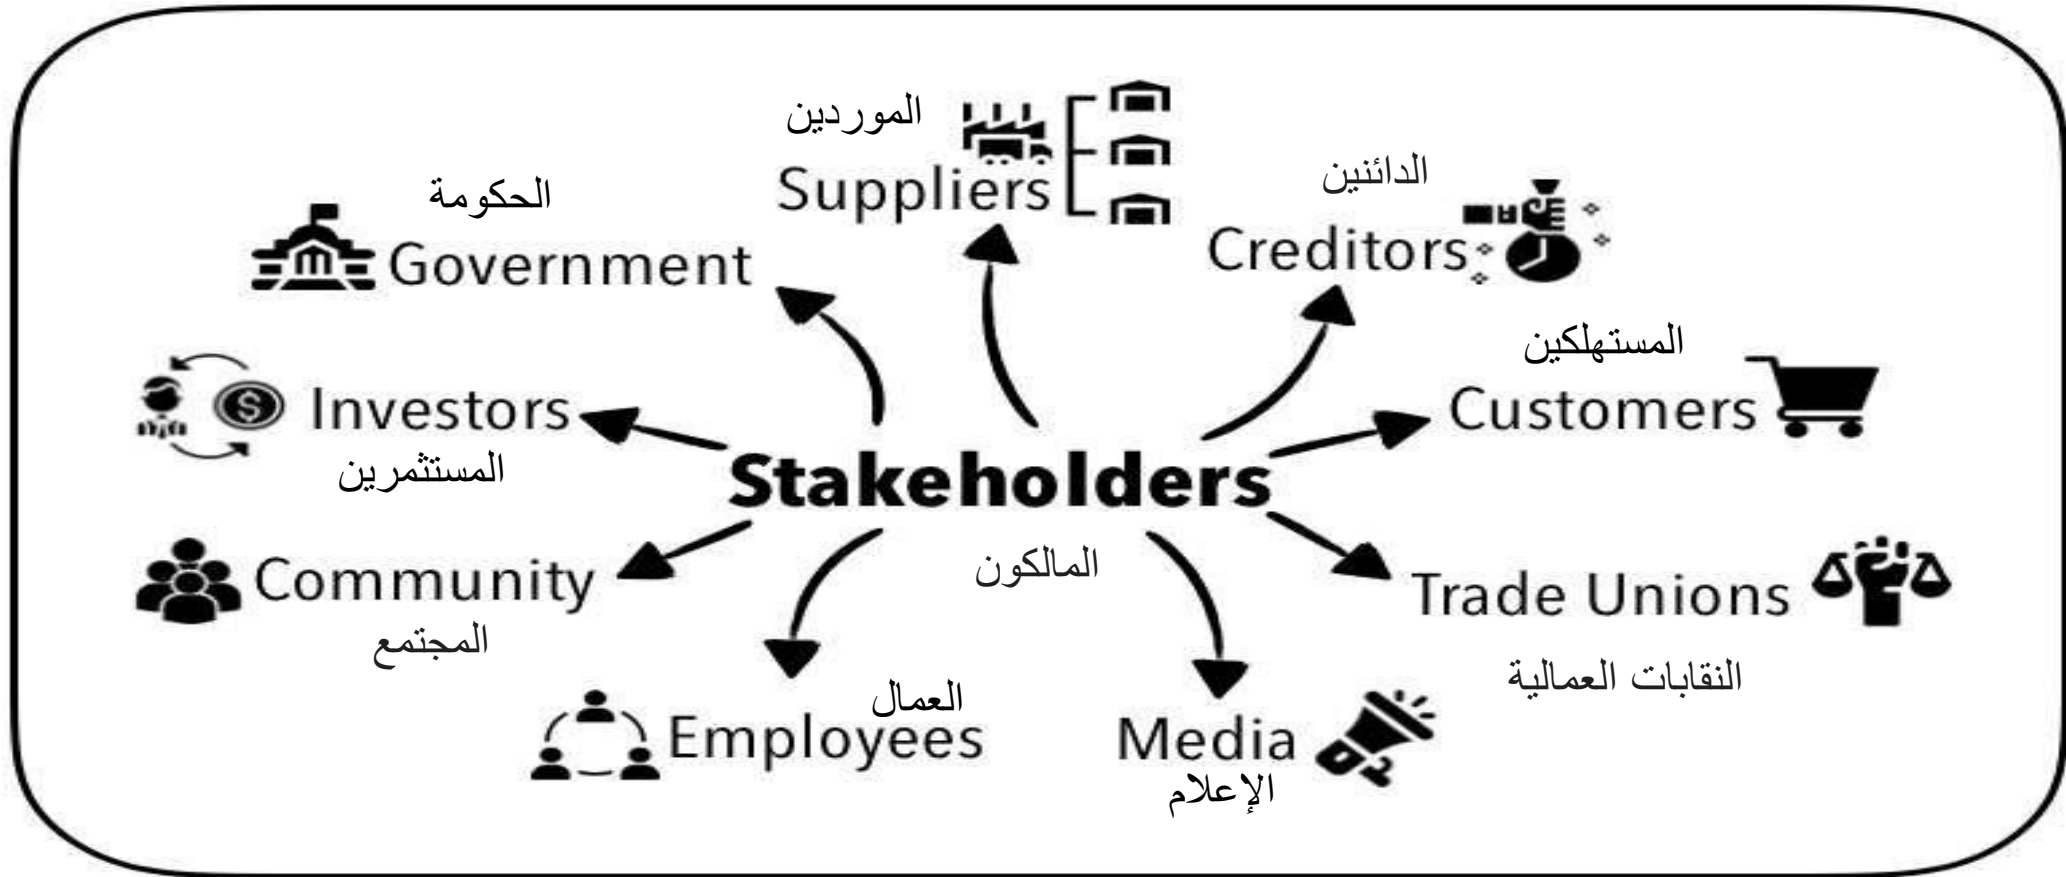 الموردين
Suppliers
الدائنين
Creditors
الحكومة
Government
المستهلكين
Customers
Investors
المستثمرين
Stakeholders
المالكون
Community
المجتمع
Trade Unions
النقابات العمالية
العمال
Employees
Media
الإعلام